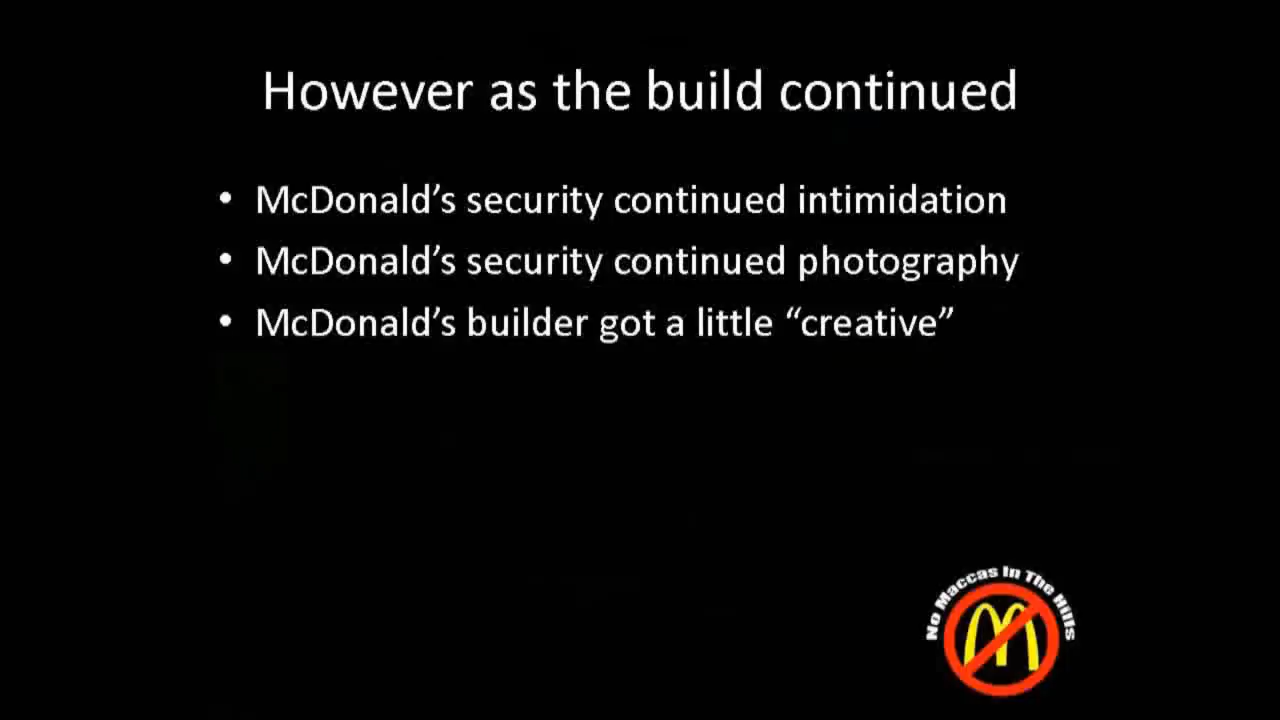 However as the build continued
• McDonald’s security continued intimidation
• McDonald’s security continued photography
• McDonald’s builder got a little “creative”
No Maccas In The Hills